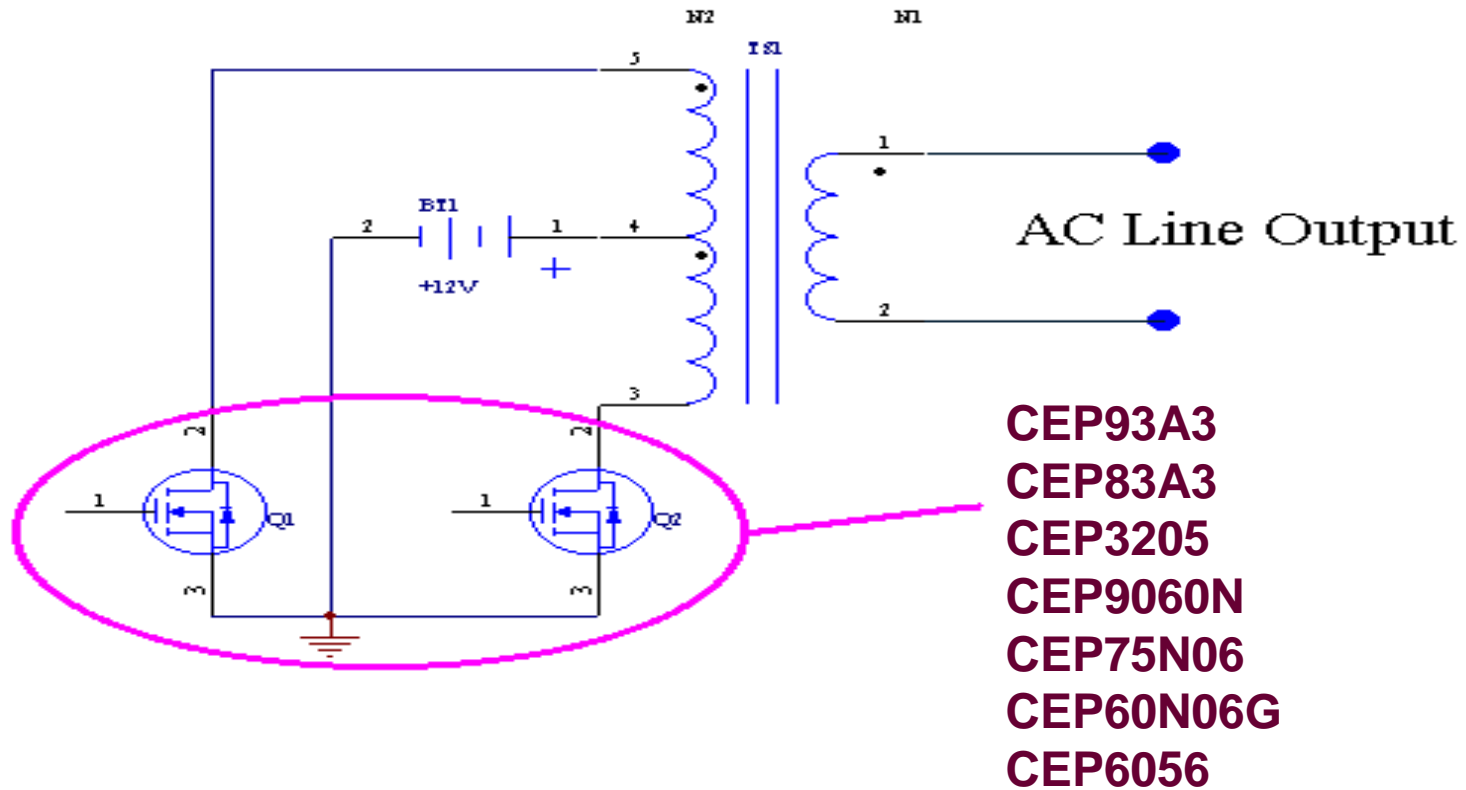 N2 N1
TS1
5
1
BT1
2 1 4
+
+12V
2
AC Line Output
3
2 2
1 Q1 1 Q2
3 3
CEP93A3
CEP83A3
CEP3205
CEP9060N
CEP75N06
CEP60N06G
CEP6056